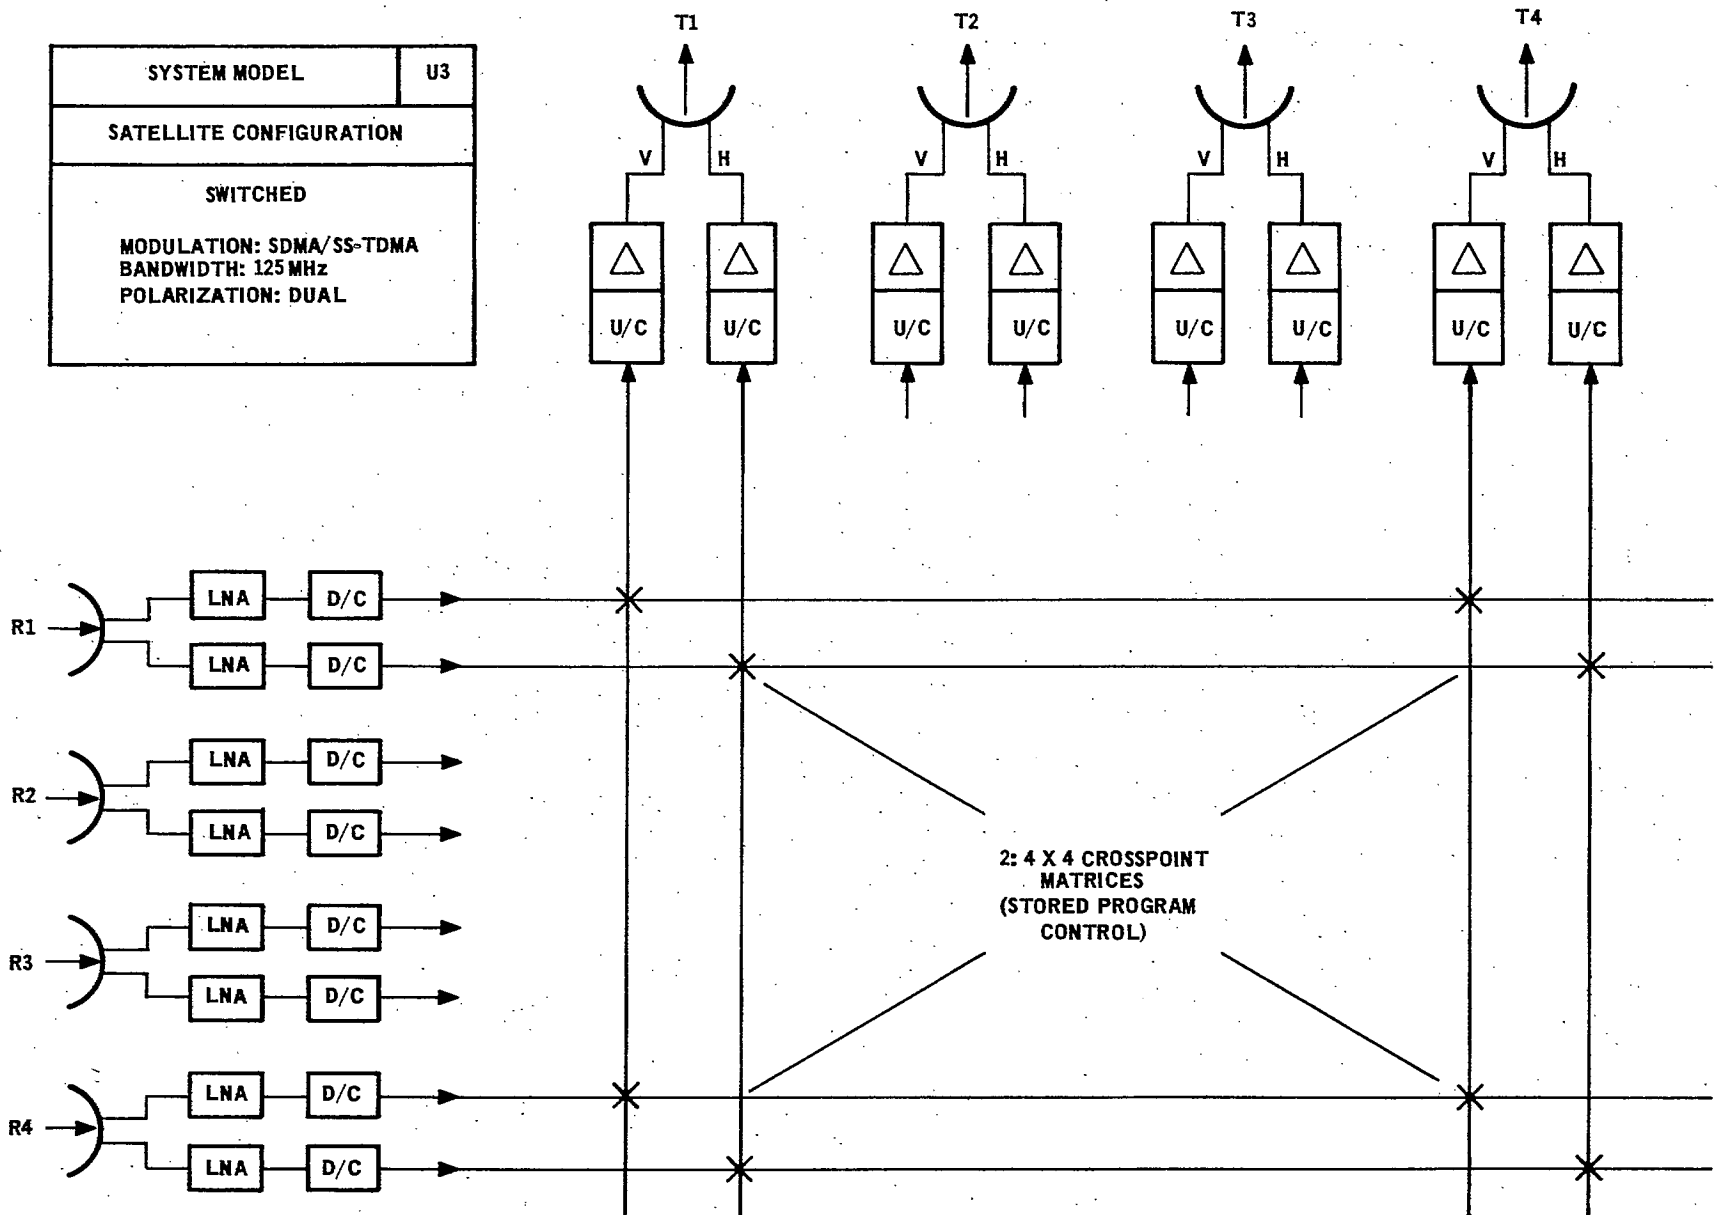 T1
T2
T3
T4
SYSTEM MODEL
U3
SATELLITE CONFIGURATION
SWITCHED
MODULATION: SDMA/SS-TDMA
BANDWIDTH: 125 MHz
POLARIZATION: DUAL
V
H
V
H
V
H
V
H
U/C
U/C
U/C
U/C
U/C
U/C
U/C
U/C
R1
LNA
D/C
LNA
D/C
R2
LNA
D/C
LNA
D/C
2: 4 X 4 CROSSPOINT
MATRICES
(STORED PROGRAM
CONTROL)
R3
LNA
D/C
LNA
D/C
R4
LNA
D/C
LNA
D/C